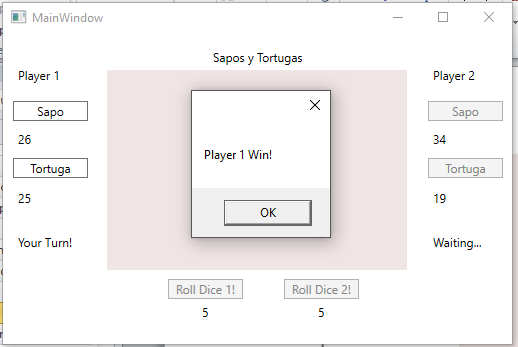 MainWindow
Sapos y Tortugas
Player 1
Player 2
Sapo
Sapo
26
34
Player 1 Win!
Tortuga
Tortuga
25
19
OK
Your Turn!
Waiting...
Roll Dice 1!
Roll Dice 2!
5
5